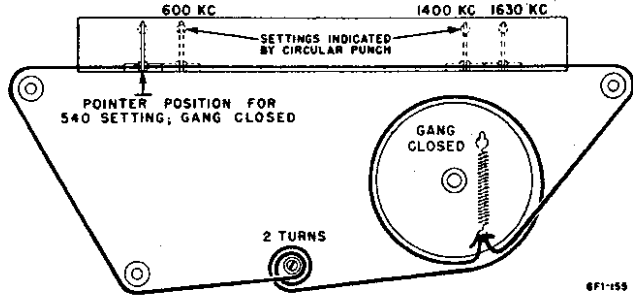 600 KC
1400 KC 1630 KC
SETTINGS INDICATED
BY CIRCULAR PUNCH
POINTER POSITION FOR
540 SETTING; GANG CLOSED
GANG
CLOSED
2 TURNS
6F1-155